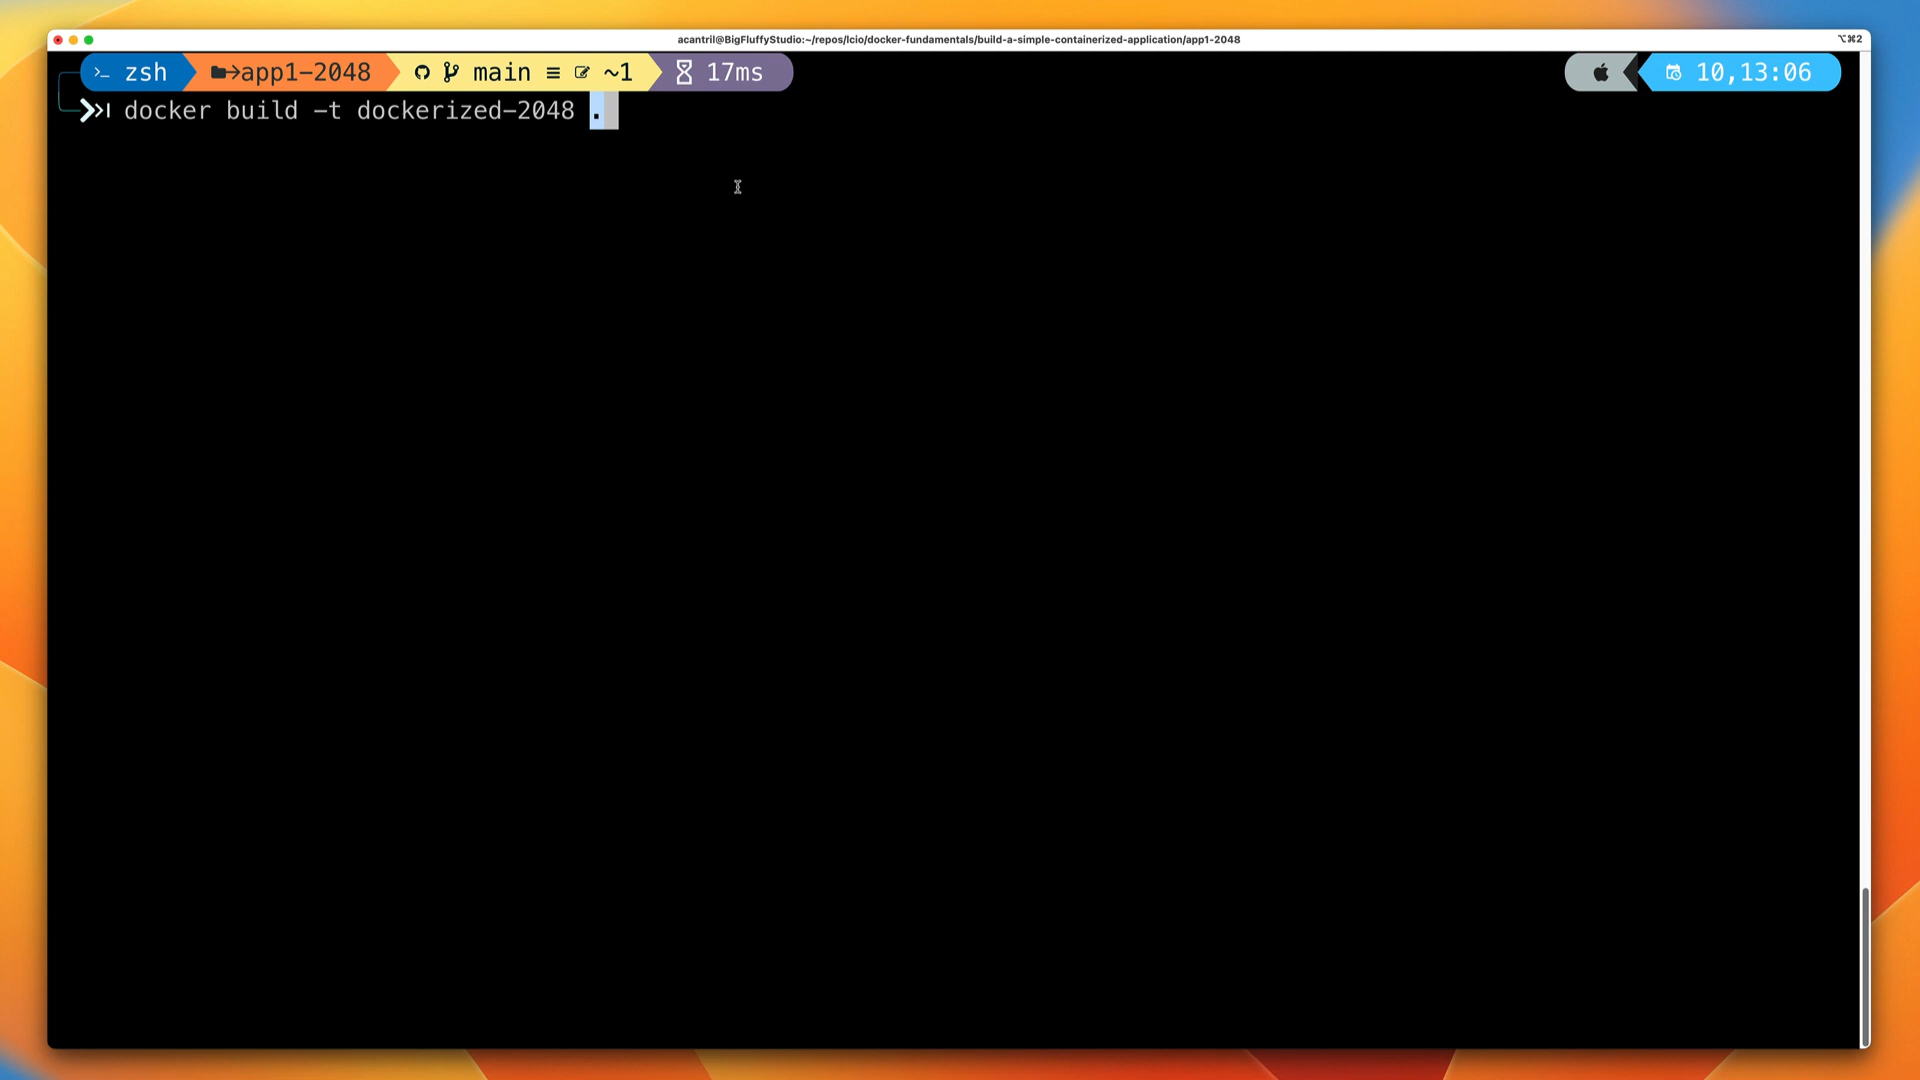 acantril@BigFluffyStudio:~/repos/lcio/docker-fundamentals/build-a-simple-containerized-application/app1-2048
⌥⌘2
zsh app1-2048 main ≡ ~1 17ms 10,13:06
docker build -t dockerized-2048 .